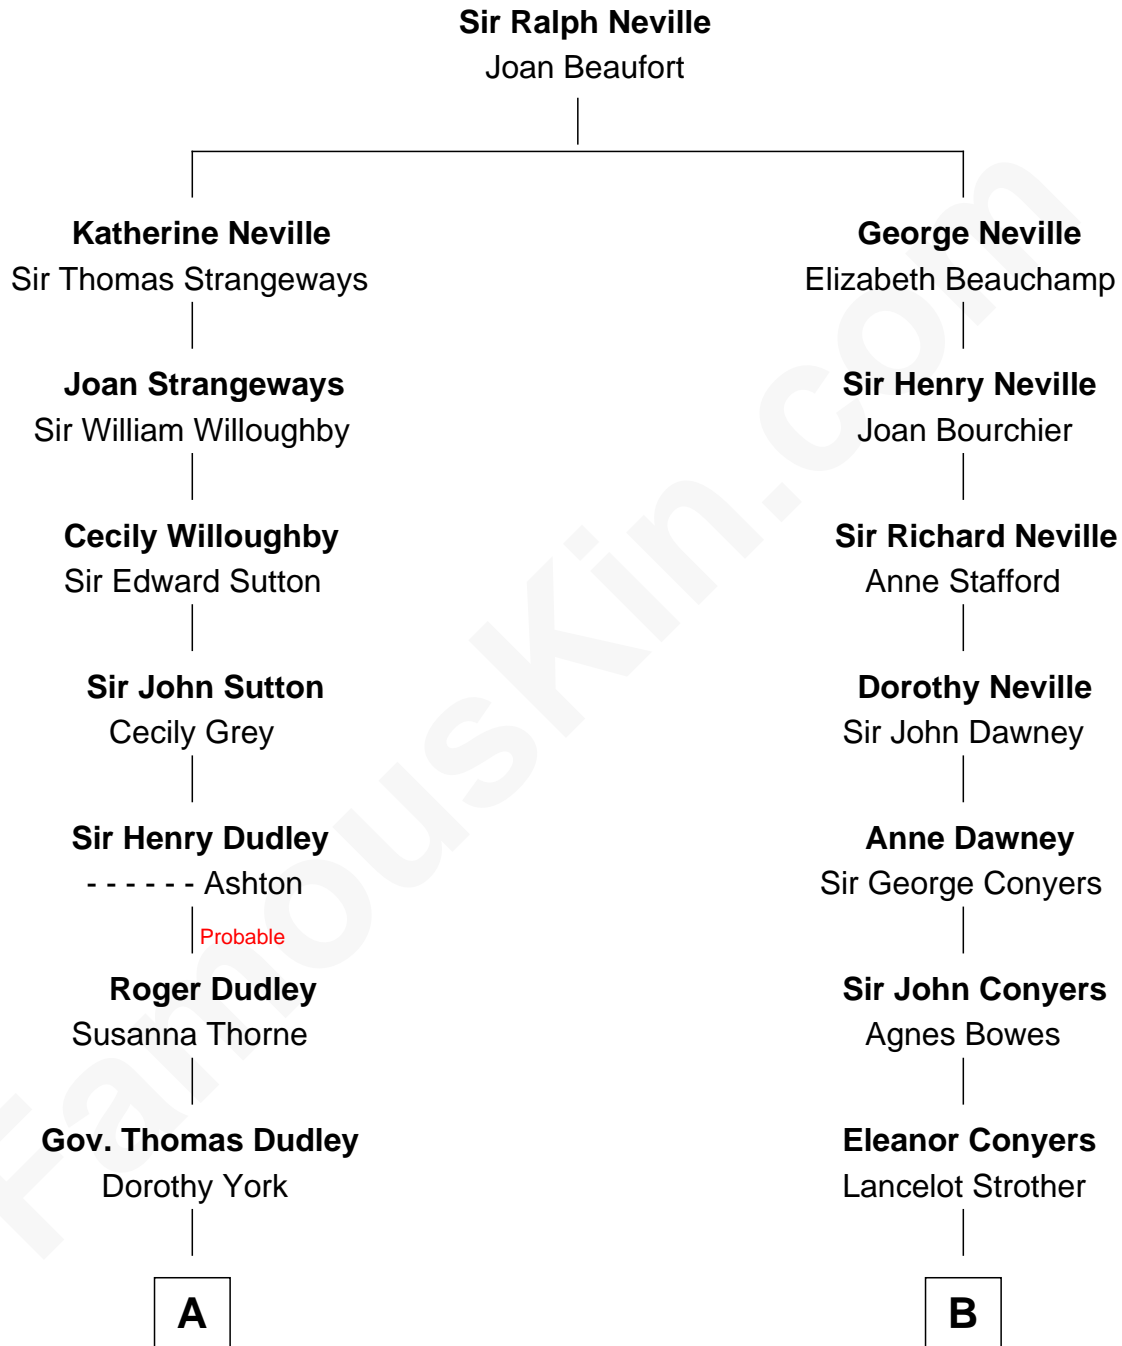 Sir Ralph Neville
Joan Beaufort
Katherine Neville
Sir Thomas Strangeways
George Neville
Elizabeth Beauchamp
Joan Strangeways
Sir William Willoughby
Sir Henry Neville
Joan Bourchier
Cecily Willoughby
Sir Edward Sutton
Sir Richard Neville
Anne Stafford
Sir John Sutton
Cecily Grey
Dorothy Neville
Sir John Dawney
Sir Henry Dudley
- - - - - - Ashton
Anne Dawney
Sir George Conyers
Probable
Roger Dudley
Susanna Thorne
Sir John Conyers
Agnes Bowes
Gov. Thomas Dudley
Dorothy York
Eleanor Conyers
Lancelot Strother
A
B
FamousKin.com